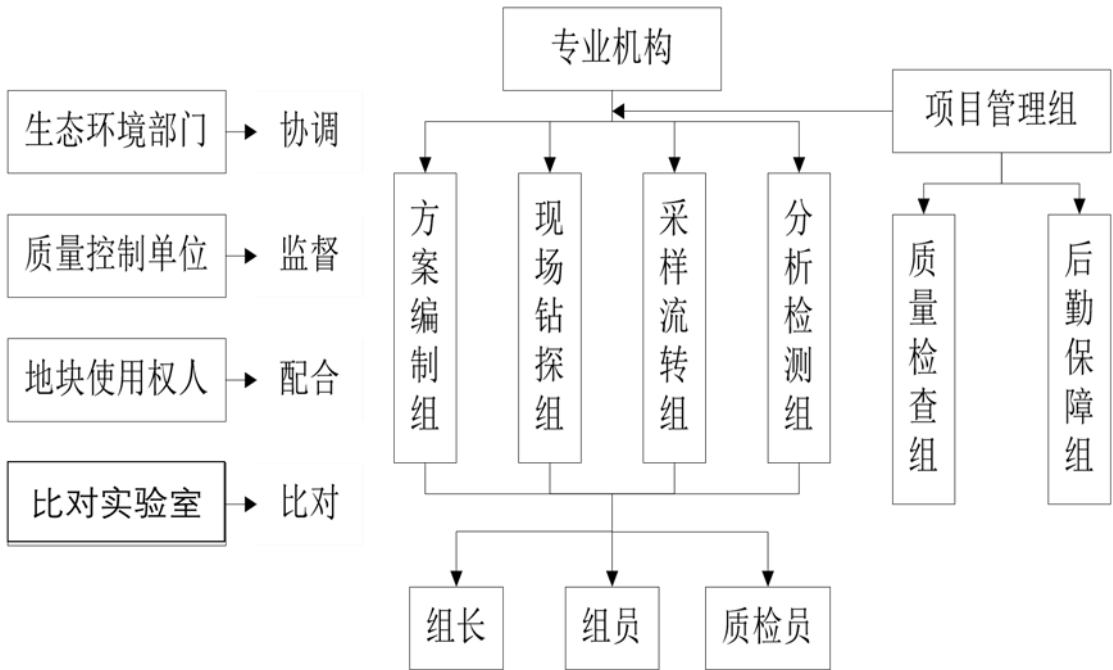 专业机构
项目管理组
生态环境部门
协调
质量控制单位
监督
地块使用权人
配合
比对实验室
比对
方案编制组
现场钻探组
采样流转组
分析检测组
质量检查组
后勤保障组
组长
组员
质检员